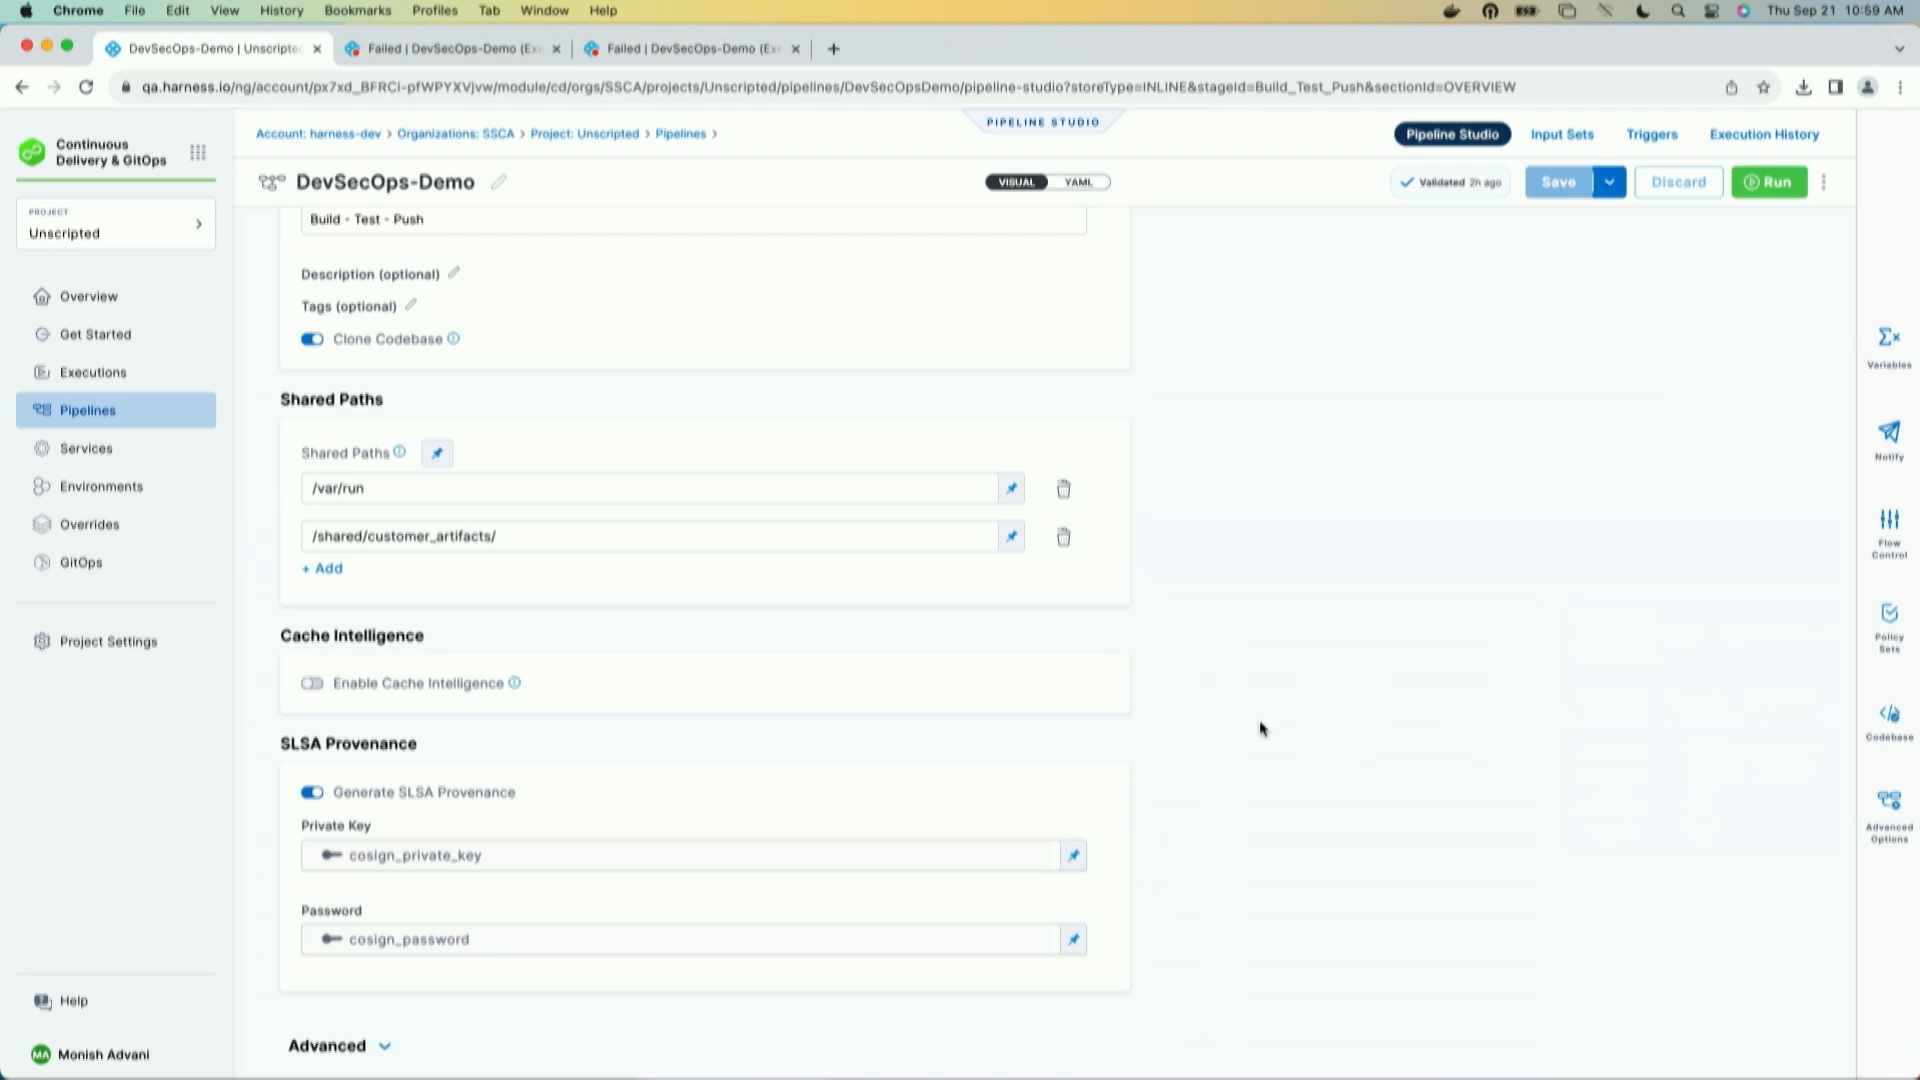 Chrome File Edit View History Bookmarks Profiles Tab Window Help Thu Sep 21 10:59 AM
DevSecOps-Demo | Unscripte Failed | DevSecOps-Demo (Ex Failed | DevSecOps-Demo (Ex
qa.harness.io/ng/account/px7xd_BFRCi-pfWPYXVjvw/module/cd/orgs/SSCA/projects/Unscripted/pipelines/DevSecOpsDemo/pipeline-studio?storeType=INLINE&stageId=Build_Test_Push&sectionId=OVERVIEW
Continuous
Delivery & GitOps
PROJECT
Unscripted
Overview
Get Started
Executions
Pipelines
Services
Environments
Overrides
GitOps
Project Settings
Help
MA Monish Advani
Account: harness-dev > Organizations: SSCA > Project: Unscripted > Pipelines >
PIPELINE STUDIO
Pipeline Studio Input Sets Triggers Execution History
DevSecOps-Demo
VISUAL YAML
Validated 2h ago Save Discard Run
Build - Test - Push
Description (optional)
Tags (optional)
Clone Codebase
Shared Paths
Shared Paths
/var/run
/shared/customer_artifacts/
+ Add
Cache Intelligence
Enable Cache Intelligence
SLSA Provenance
Generate SLSA Provenance
Private Key
cosign_private_key
Password
cosign_password
Advanced
Variables
Notify
Flow
Control
Policy
Sets
Codebase
Advanced
Options